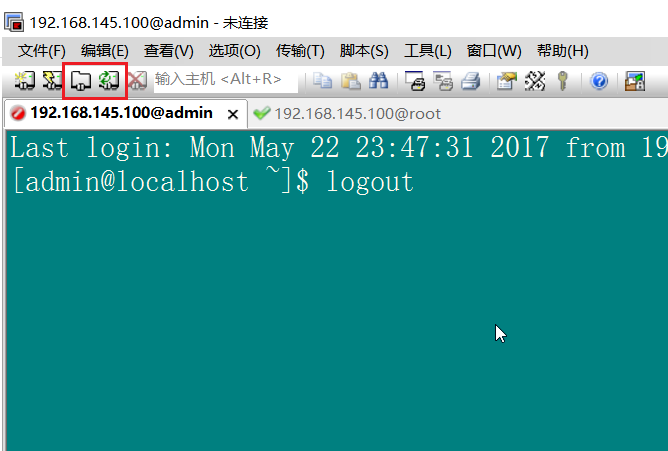 192.168.145.100@admin - 未连接
文件(F) 编辑(E) 查看(V) 选项(O) 传输(T) 脚本(S) 工具(L) 窗口(W) 帮助(H)
输入主机 <Alt+R>
192.168.145.100@admin 192.168.145.100@root
Last login: Mon May 22 23:47:31 2017 from 19
[admin@localhost ~]$ logout